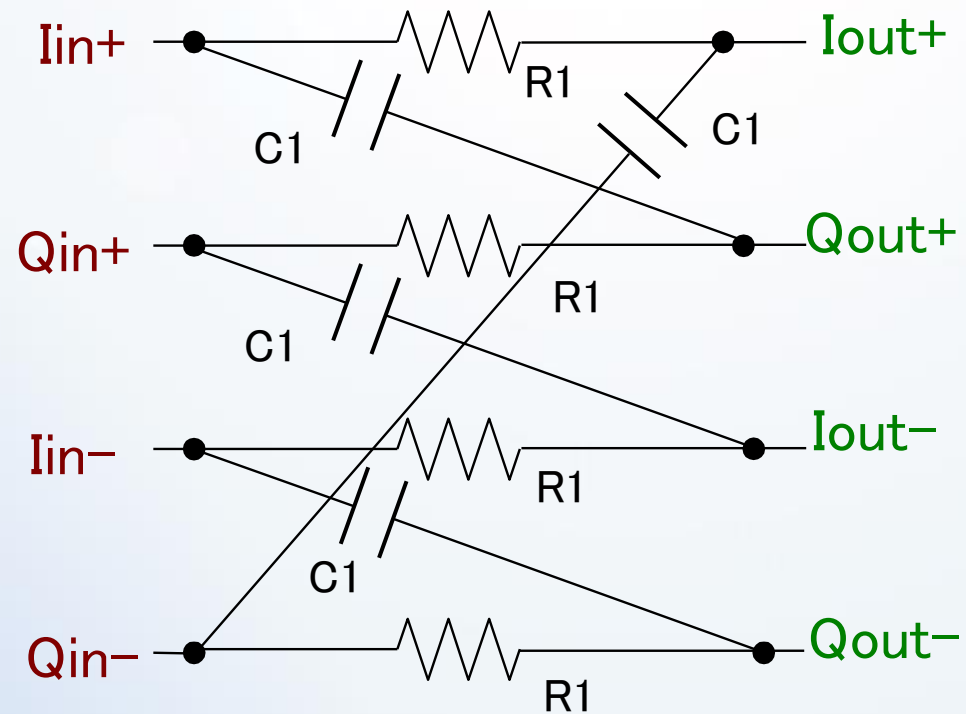 Iin+
Iout+
R1
C1
C1
Qin+
Qout+
R1
C1
Iin−
Iout−
R1
C1
Qin−
Qout−
R1